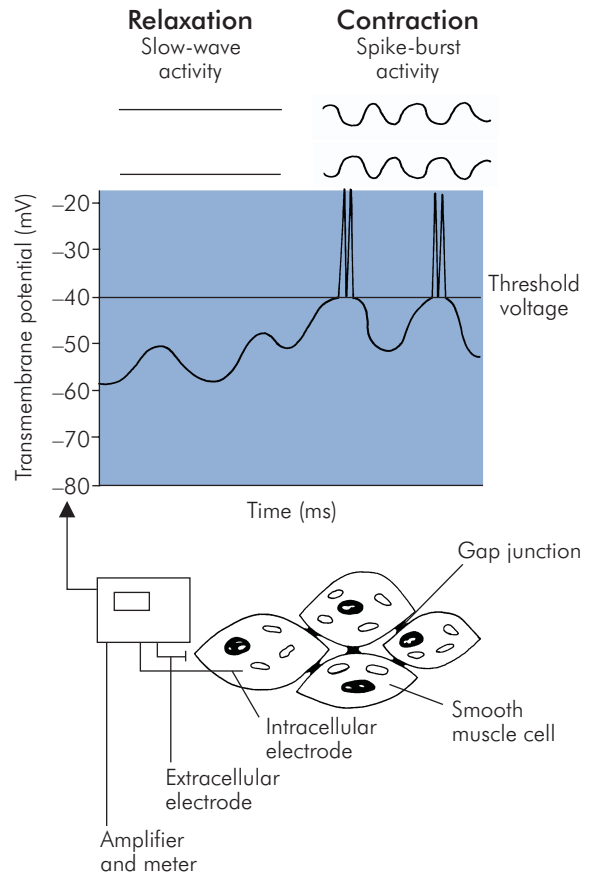 Relaxation
Slow-wave
activity
Contraction
Spike-burst
activity
Transmembrane potential (mV)
–20
–30
–40
–50
–60
–70
–80
Threshold
voltage
Time (ms)
Gap junction
Smooth
muscle cell
Intracellular
electrode
Extracellular
electrode
Amplifier
and meter